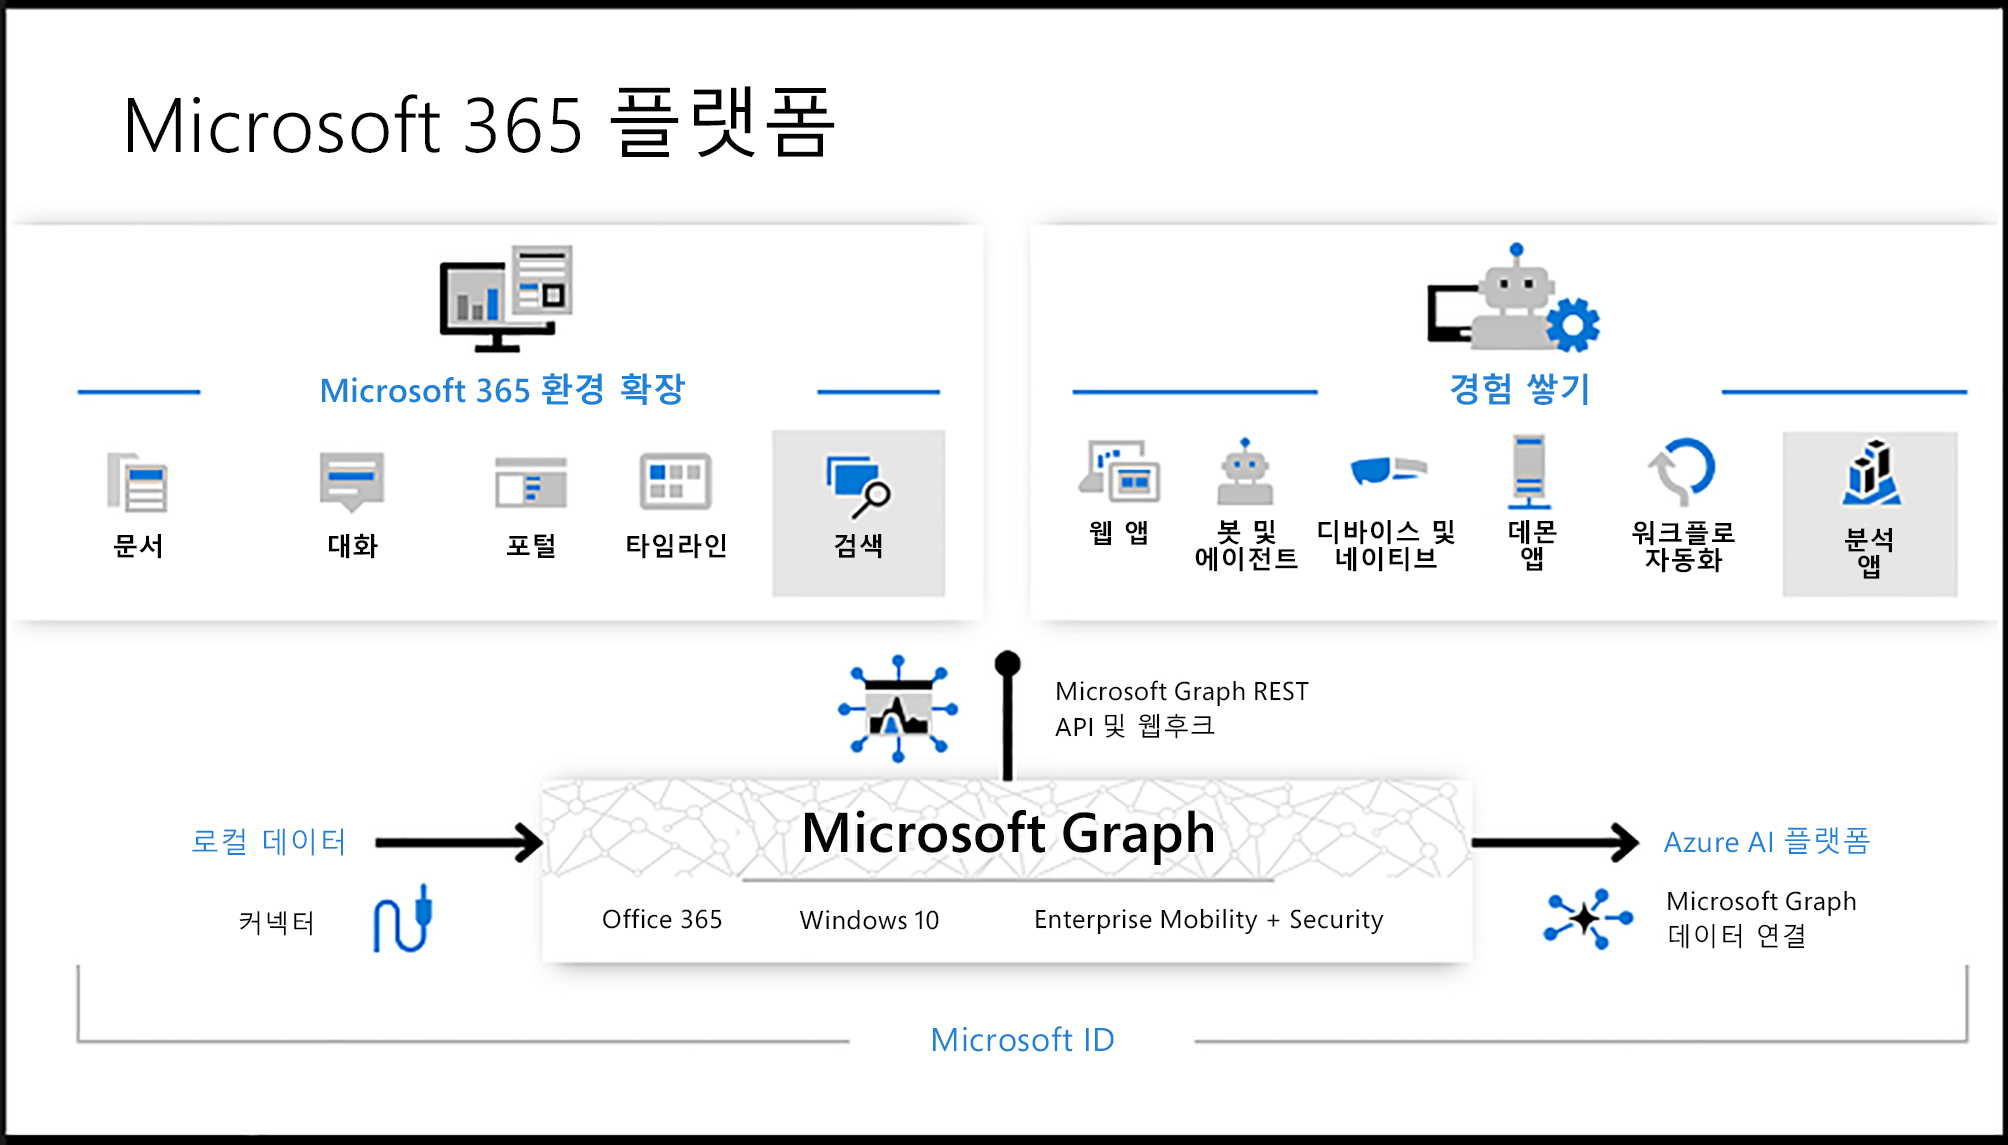 Microsoft 365 플랫폼
Microsoft 365 환경 확장
문서
대화
포털
타임라인
검색
경험 쌓기
웹 앱
봇 및
에이전트
디바이스 및
네이티브
데몬
앱
워크플로
자동화
분석
앱
Microsoft Graph REST
API 및 웹후크
로컬 데이터
커넥터
Microsoft Graph
Office 365
Windows 10
Enterprise Mobility + Security
Azure AI 플랫폼
Microsoft Graph
데이터 연결
Microsoft ID